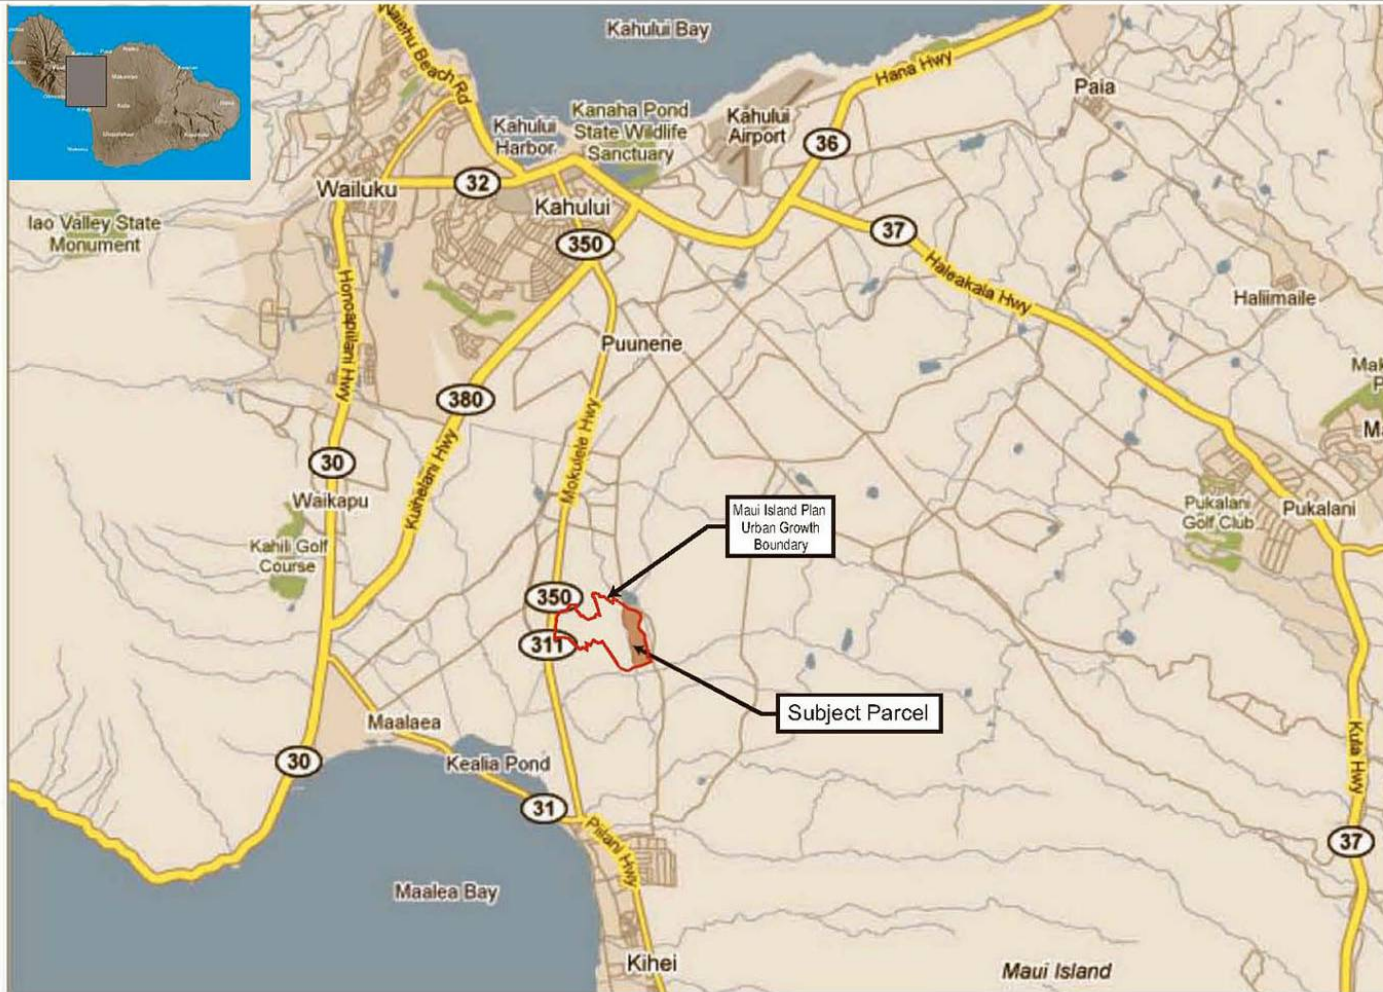 Kahului Bay
Waiehu Beach Rd
Hana Hwy
Paia
Kanaha Pond
State Wildlife
Sanctuary
Kahului
Harbor
Kahului
Airport
36
Wailuku
32
Kahului
Iao Valley State
Monument
350
37
Haleakala Hwy
Haliimaile
Honoapiilani Hwy
Puunene
380
Mokulele Hwy
Kuihelani Hwy
30
Waikapu
Pukalani
Golf Club
Pukalani
Maui Island Plan
Urban Growth
Boundary
Kahili Golf
Course
350
311
Subject Parcel
Maalaea
Kealia Pond
30
31
Piilani Hwy
Kula Hwy
37
Maalea Bay
Kihei
Maui Island